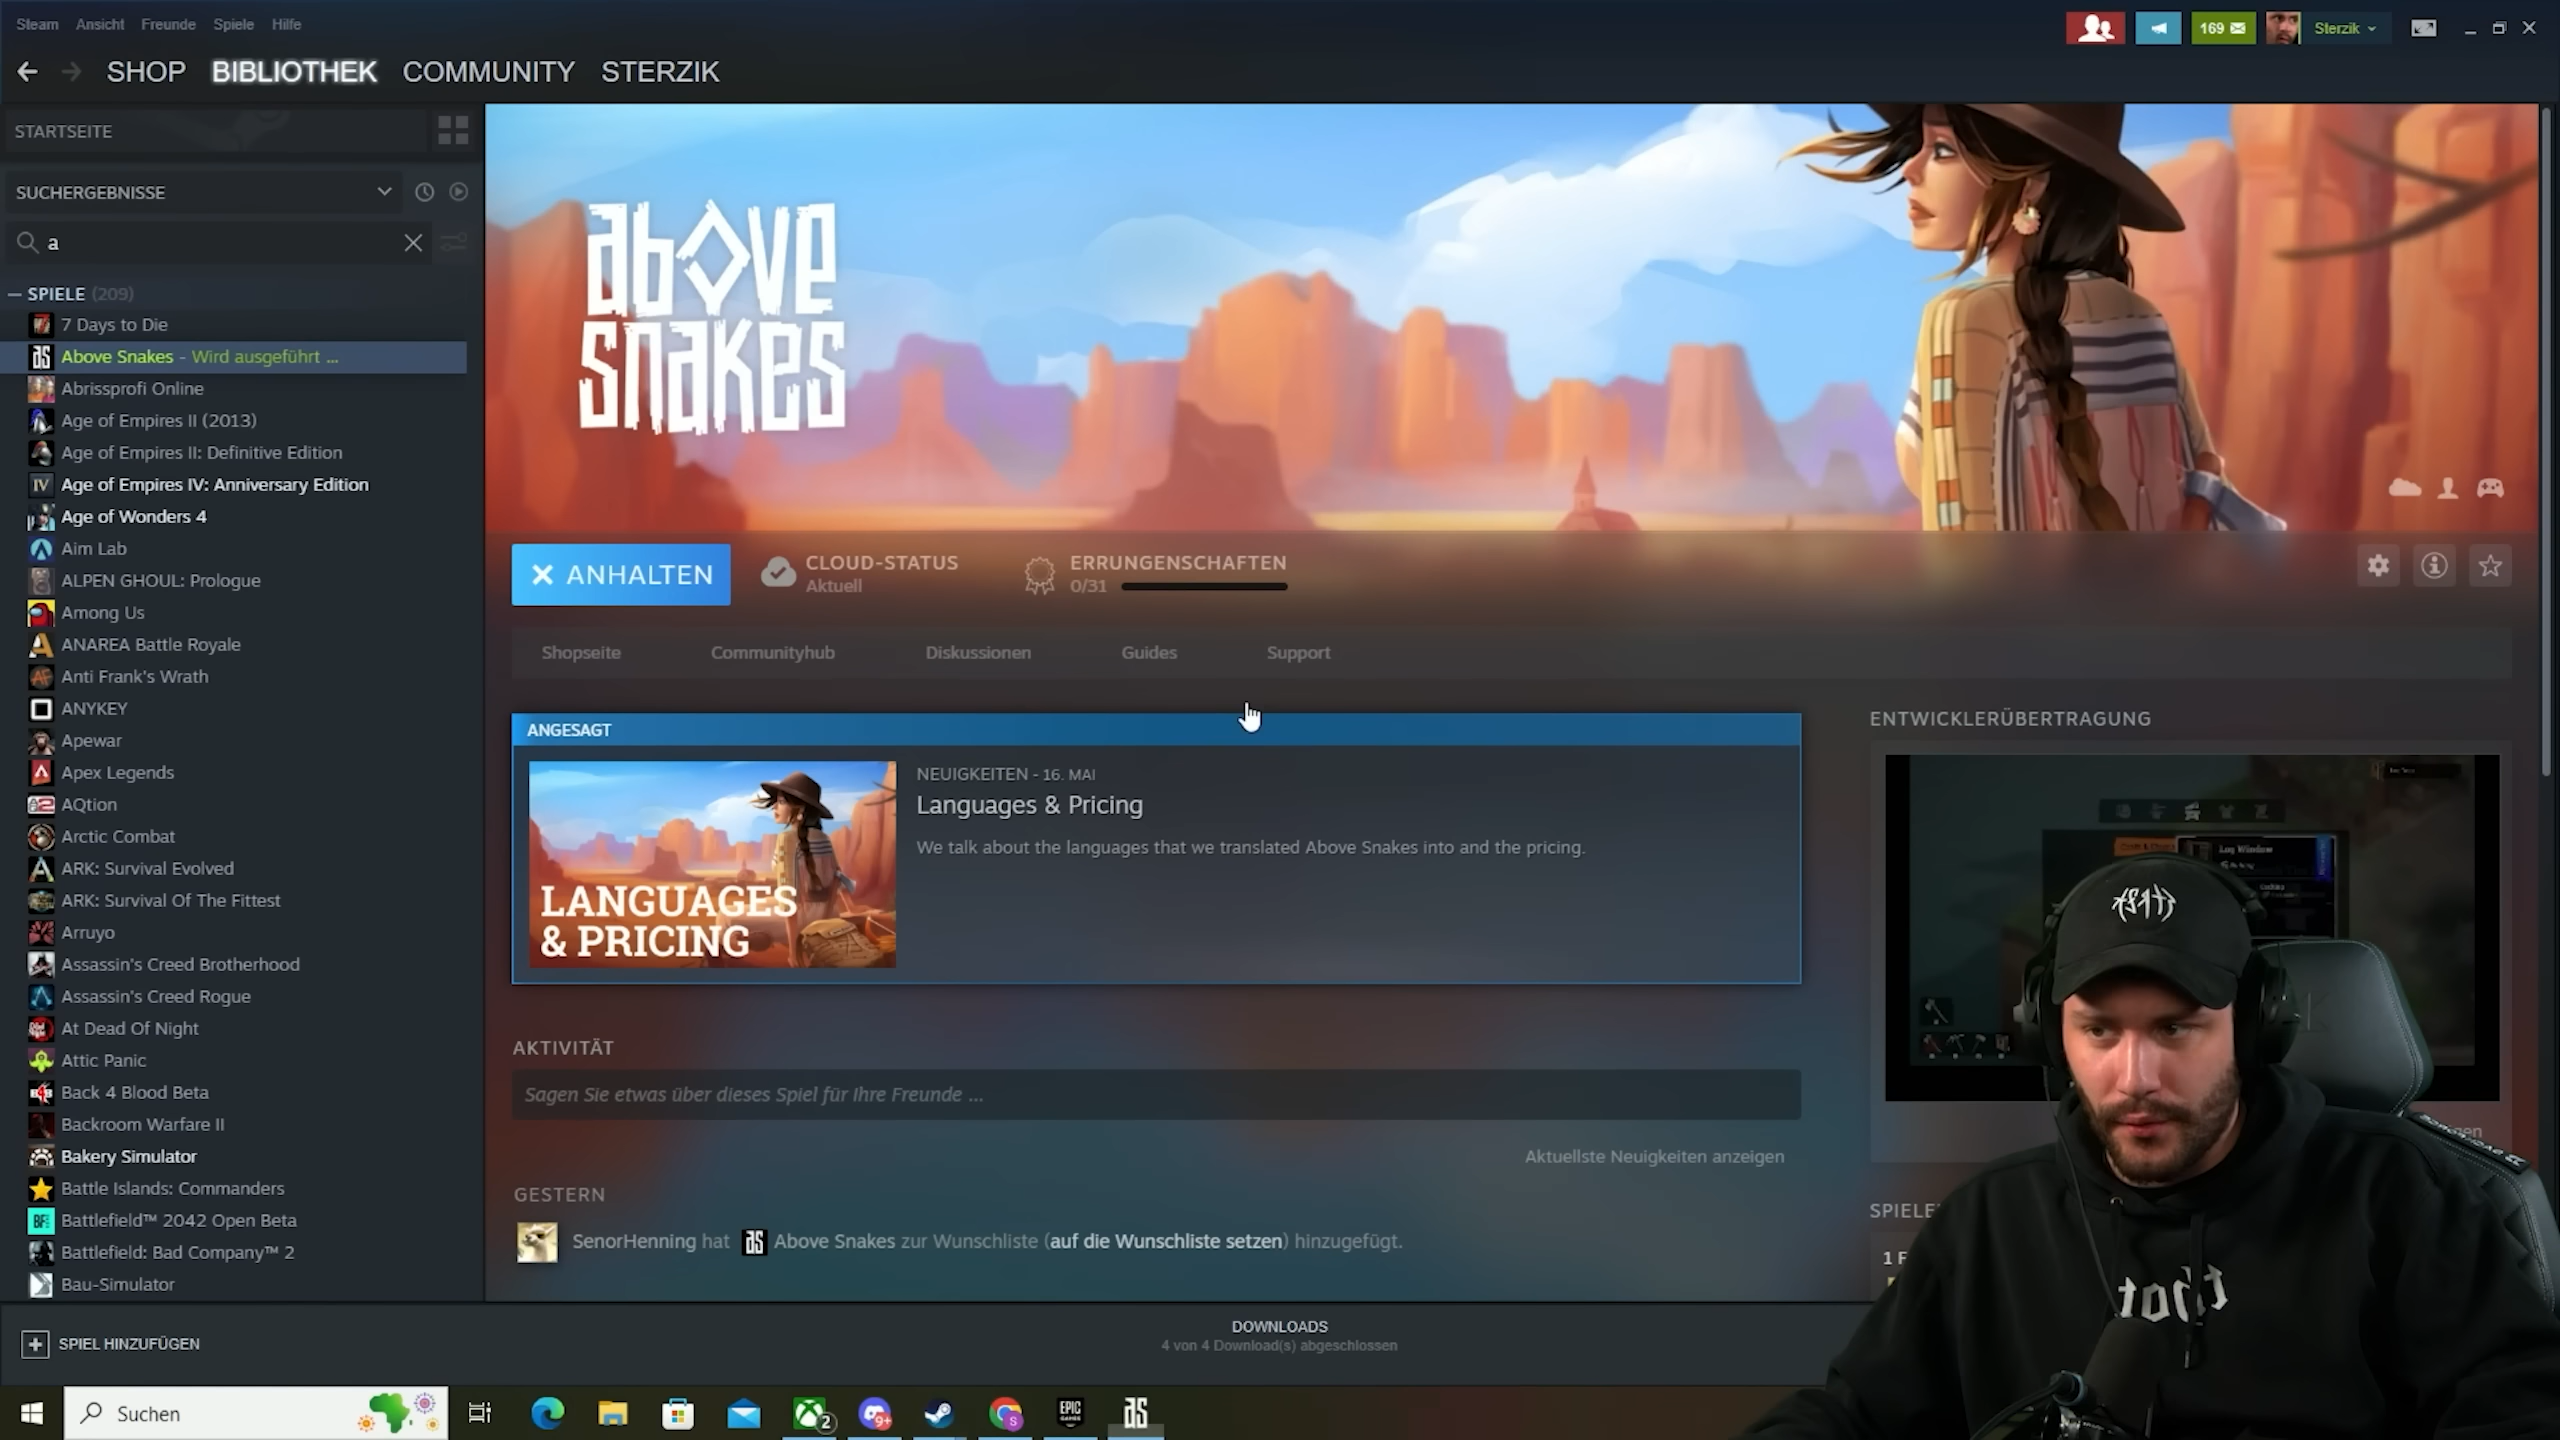 Steam Ansicht Freunde Spiele Hilfe
169
Sterzik
SHOP BIBLIOTHEK COMMUNITY STERZIK
STARTSEITE
SUCHERGEBNISSE
a
SPIELE (209)
7 Days to Die
Above Snakes - Wird ausgeführt ...
Abrissprofi Online
Age of Empires II (2013)
Age of Empires II: Definitive Edition
Age of Empires IV: Anniversary Edition
Age of Wonders 4
Aim Lab
ALPEN GHOUL: Prologue
Among Us
ANAREA Battle Royale
Anti Frank's Wrath
ANYKEY
Apewar
Apex Legends
AQtion
Arctic Combat
ARK: Survival Evolved
ARK: Survival Of The Fittest
Arruyo
Assassin's Creed Brotherhood
Assassin's Creed Rogue
At Dead Of Night
Attic Panic
Back 4 Blood Beta
Backroom Warfare II
Bakery Simulator
Battle Islands: Commanders
Battlefield™ 2042 Open Beta
Battlefield: Bad Company™ 2
Bau-Simulator
SPIEL HINZUFÜGEN
above
snakes
ANHALTEN
CLOUD-STATUS
Aktuell
ERRUNGENSCHAFTEN
0/31
Shopseite Communityhub Diskussionen Guides Support
ANGESAGT
LANGUAGES
& PRICING
NEUIGKEITEN - 16. MAI
Languages & Pricing
We talk about the languages that we translated Above Snakes into and the pricing.
AKTIVITÄT
Sagen Sie etwas über dieses Spiel für Ihre Freunde ...
Aktuellste Neuigkeiten anzeigen
GESTERN
SenorHenning hat Above Snakes zur Wunschliste (auf die Wunschliste setzen) hinzugefügt.
ENTWICKLERÜBERTRAGUNG
Log Window
DOWNLOADS
4 von 4 Download(s) abgeschlossen
Suchen
2
9+
S
EPIC
GAMES
as